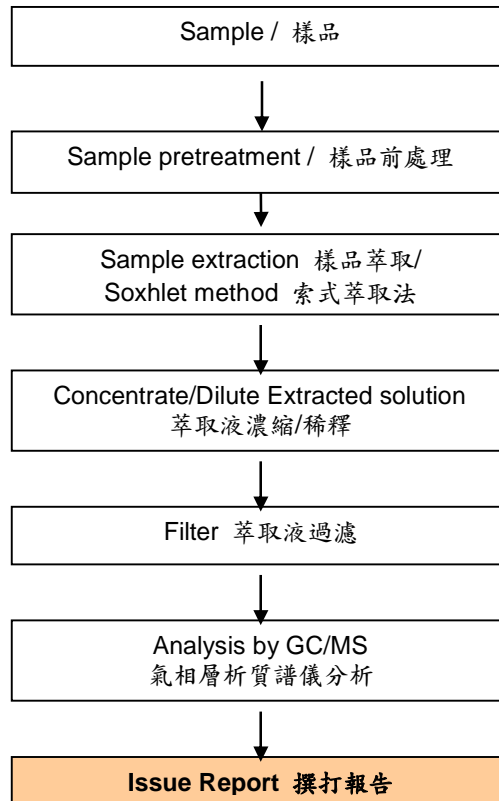 Sample / 樣品
Sample pretreatment / 樣品前處理
Sample extraction 樣品萃取/
Soxhlet method 索式萃取法
Concentrate/Dilute Extracted solution
萃取液濃縮/稀釋
Filter 萃取液過濾
Analysis by GC/MS
氣相層析質譜儀分析
Issue Report 撰打報告